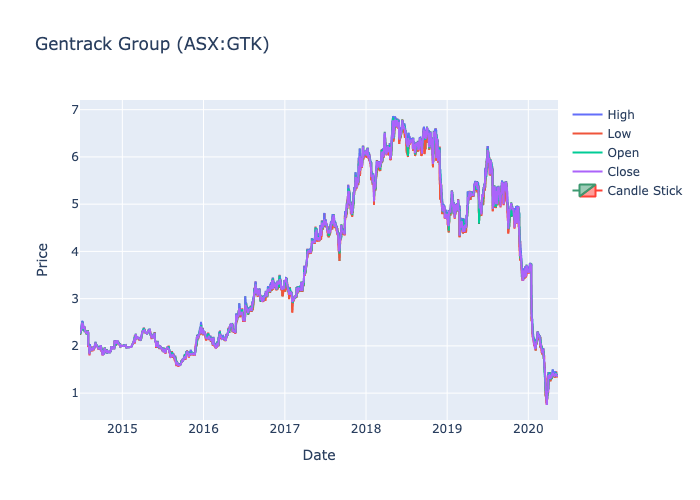 Gentrack Group (ASX:GTK)
7
6
5
4
3
2
1
Price
2015 2016 2017 2018 2019 2020
Date
High
Low
Open
Close
Candle Stick